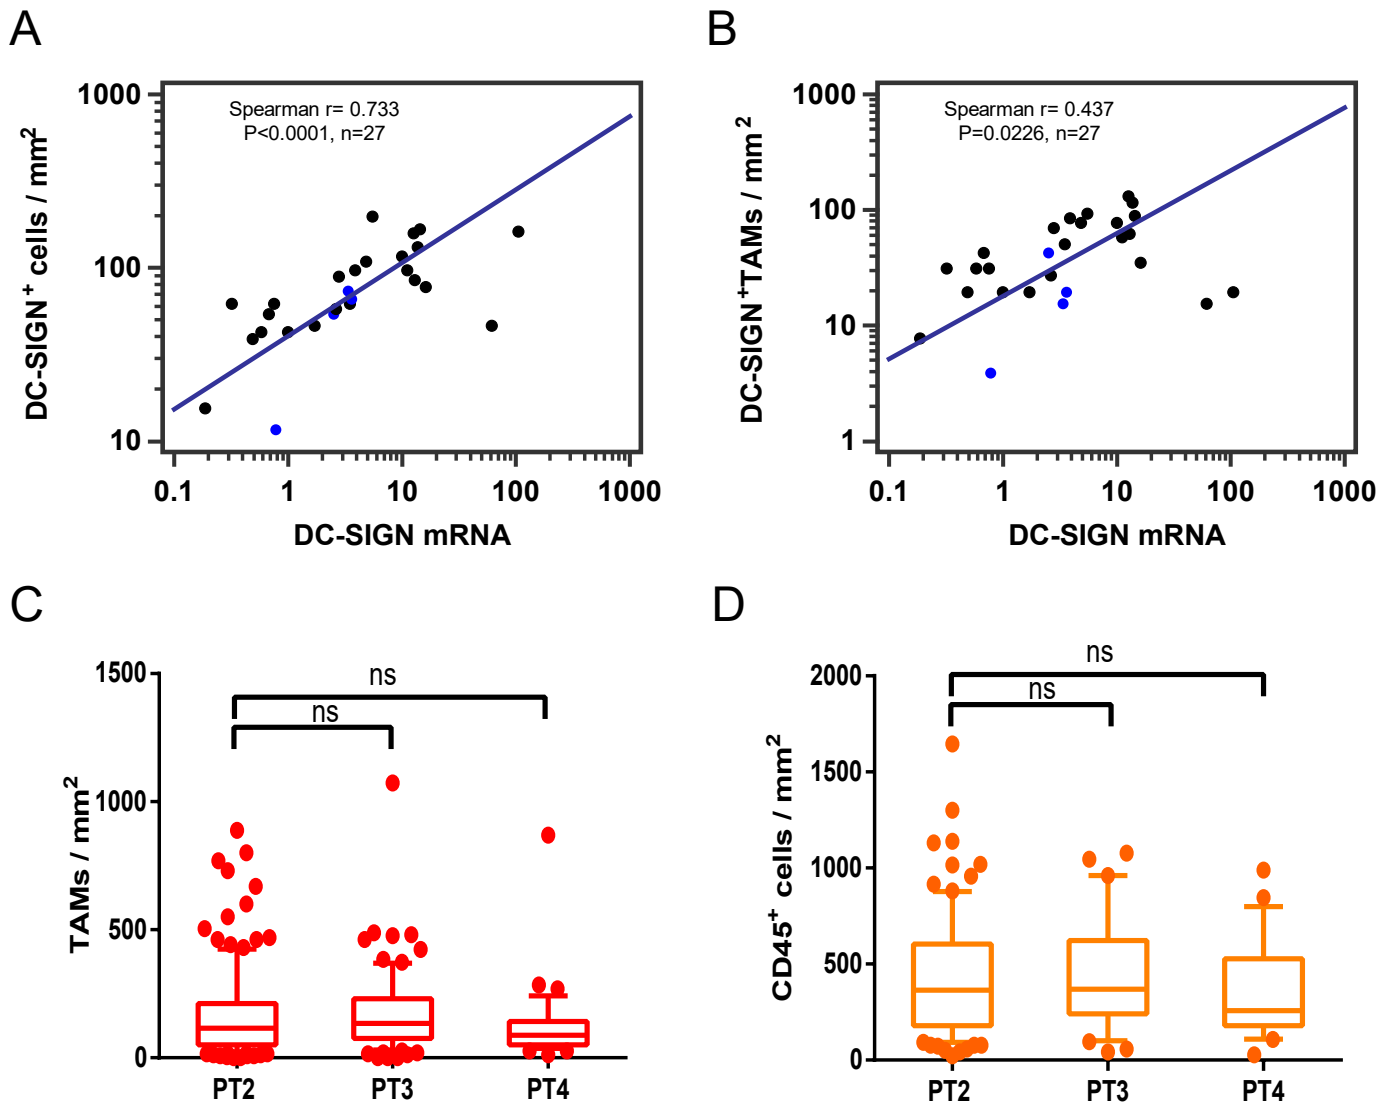 A
B
1000
100
10
DC-SIGN⁺ cells / mm²
Spearman r= 0.733
P<0.0001, n=27
0.1 1 10 100 1000
DC-SIGN mRNA
1000
100
10
1
DC-SIGN⁺TAMs / mm²
Spearman r= 0.437
P=0.0226, n=27
0.1 1 10 100 1000
DC-SIGN mRNA
C
D
1500
1000
500
0
TAMs / mm²
ns
ns
PT2 PT3 PT4
2000
1500
1000
500
0
CD45⁺ cells / mm²
ns
ns
PT2 PT3 PT4